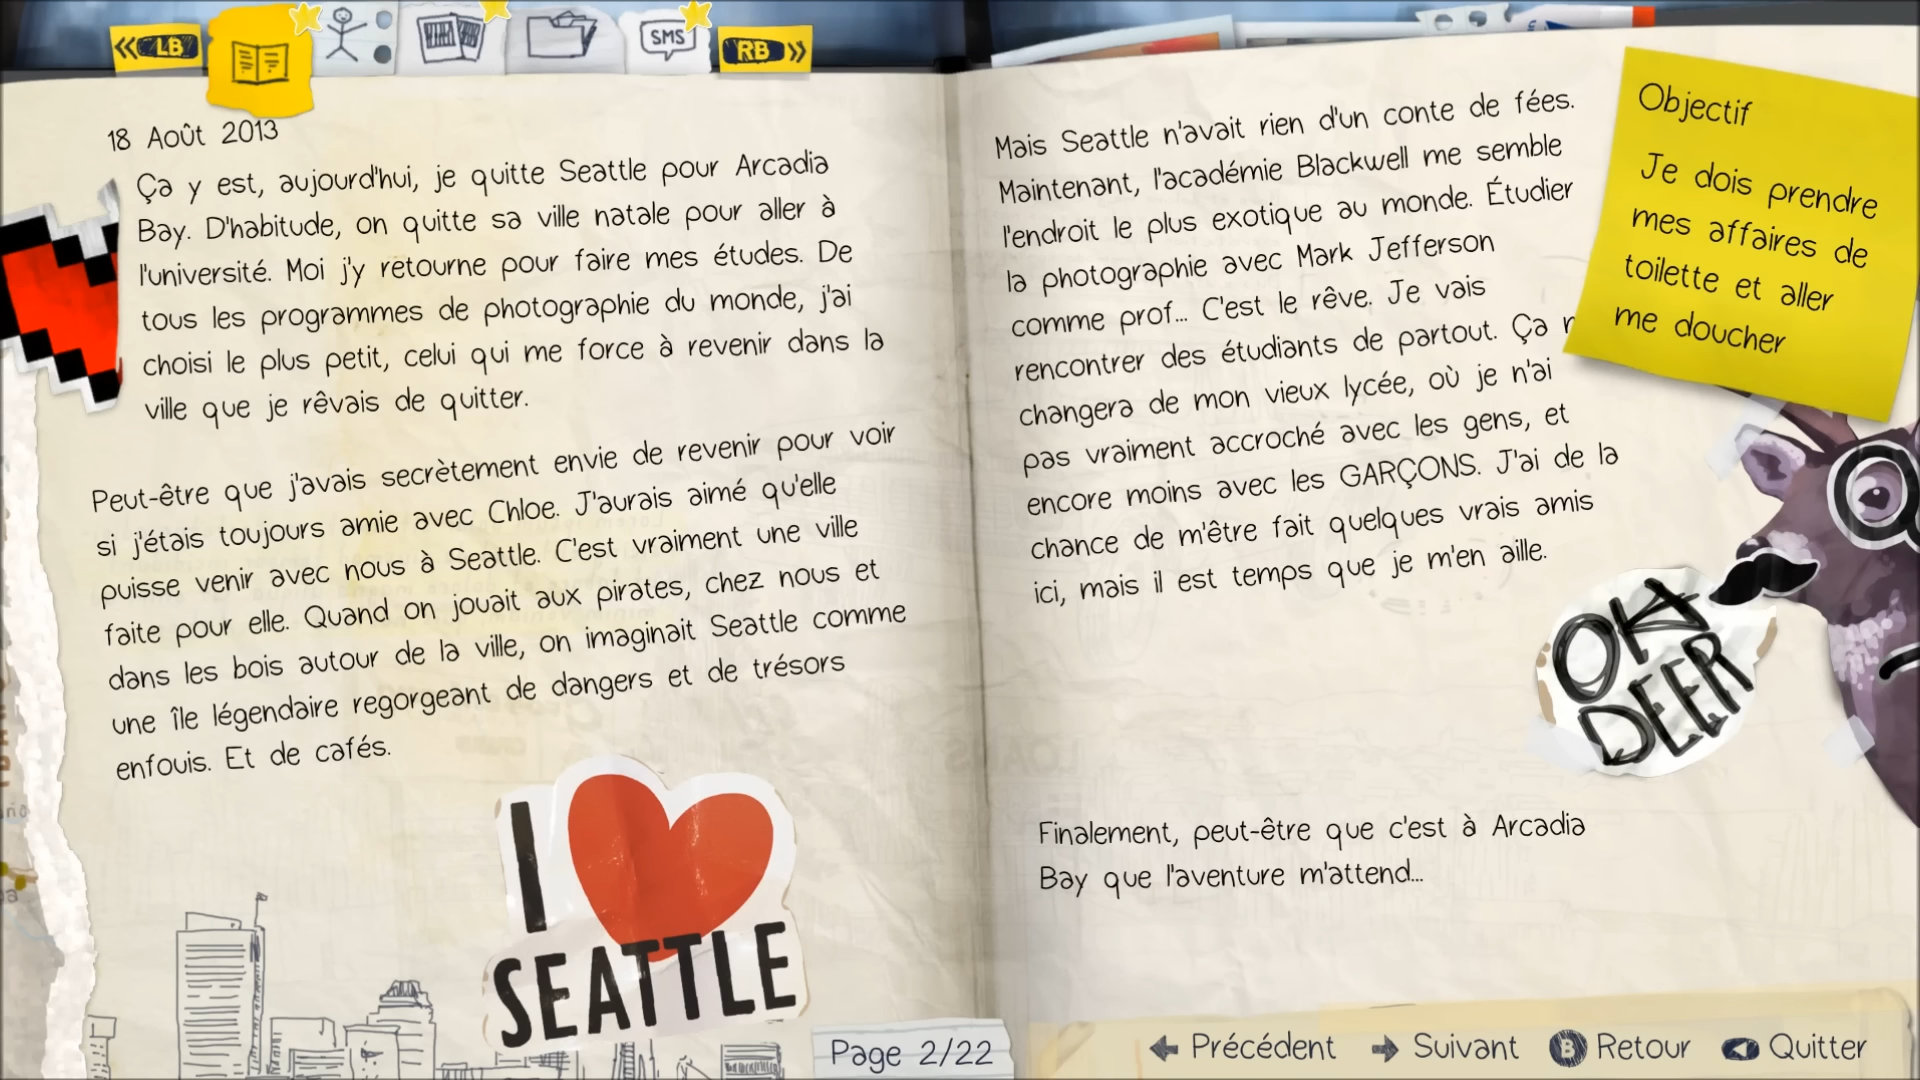 LB
SMS
RB
18 Août 2013
Ça y est, aujourd'hui, je quitte Seattle pour Arcadia
Bay. D'habitude, on quitte sa ville natale pour aller à
l'université. Moi j'y retourne pour faire mes études. De
tous les programmes de photographie du monde, j'ai
choisi le plus petit, celui qui me force à revenir dans la
ville que je rêvais de quitter.
Peut-être que j'avais secrètement envie de revenir pour voir
si j'étais toujours amie avec Chloe. J'aurais aimé qu'elle
puisse venir avec nous à Seattle. C'est vraiment une ville
faite pour elle. Quand on jouait aux pirates, chez nous et
dans les bois autour de la ville, on imaginait Seattle comme
une île légendaire regorgeant de dangers et de trésors
enfouis. Et de cafés.
I
SEATTLE
Page 2/22
Mais Seattle n'avait rien d'un conte de fées.
Maintenant, l'académie Blackwell me semble
l'endroit le plus exotique au monde. Étudier
la photographie avec Mark Jefferson
comme prof... C'est le rêve. Je vais
rencontrer des étudiants de partout. Ça
changera de mon vieux lycée, où je n'ai
pas vraiment accroché avec les gens, et
encore moins avec les GARÇONS. J'ai de la
chance de m'être fait quelques vrais amis
ici, mais il est temps que je m'en aille.
Finalement, peut-être que c'est à Arcadia
Bay que l'aventure m'attend...
Objectif
Je dois prendre
mes affaires de
toilette et aller
me doucher
OH
DEER
Précédent
Suivant
B Retour
Quitter